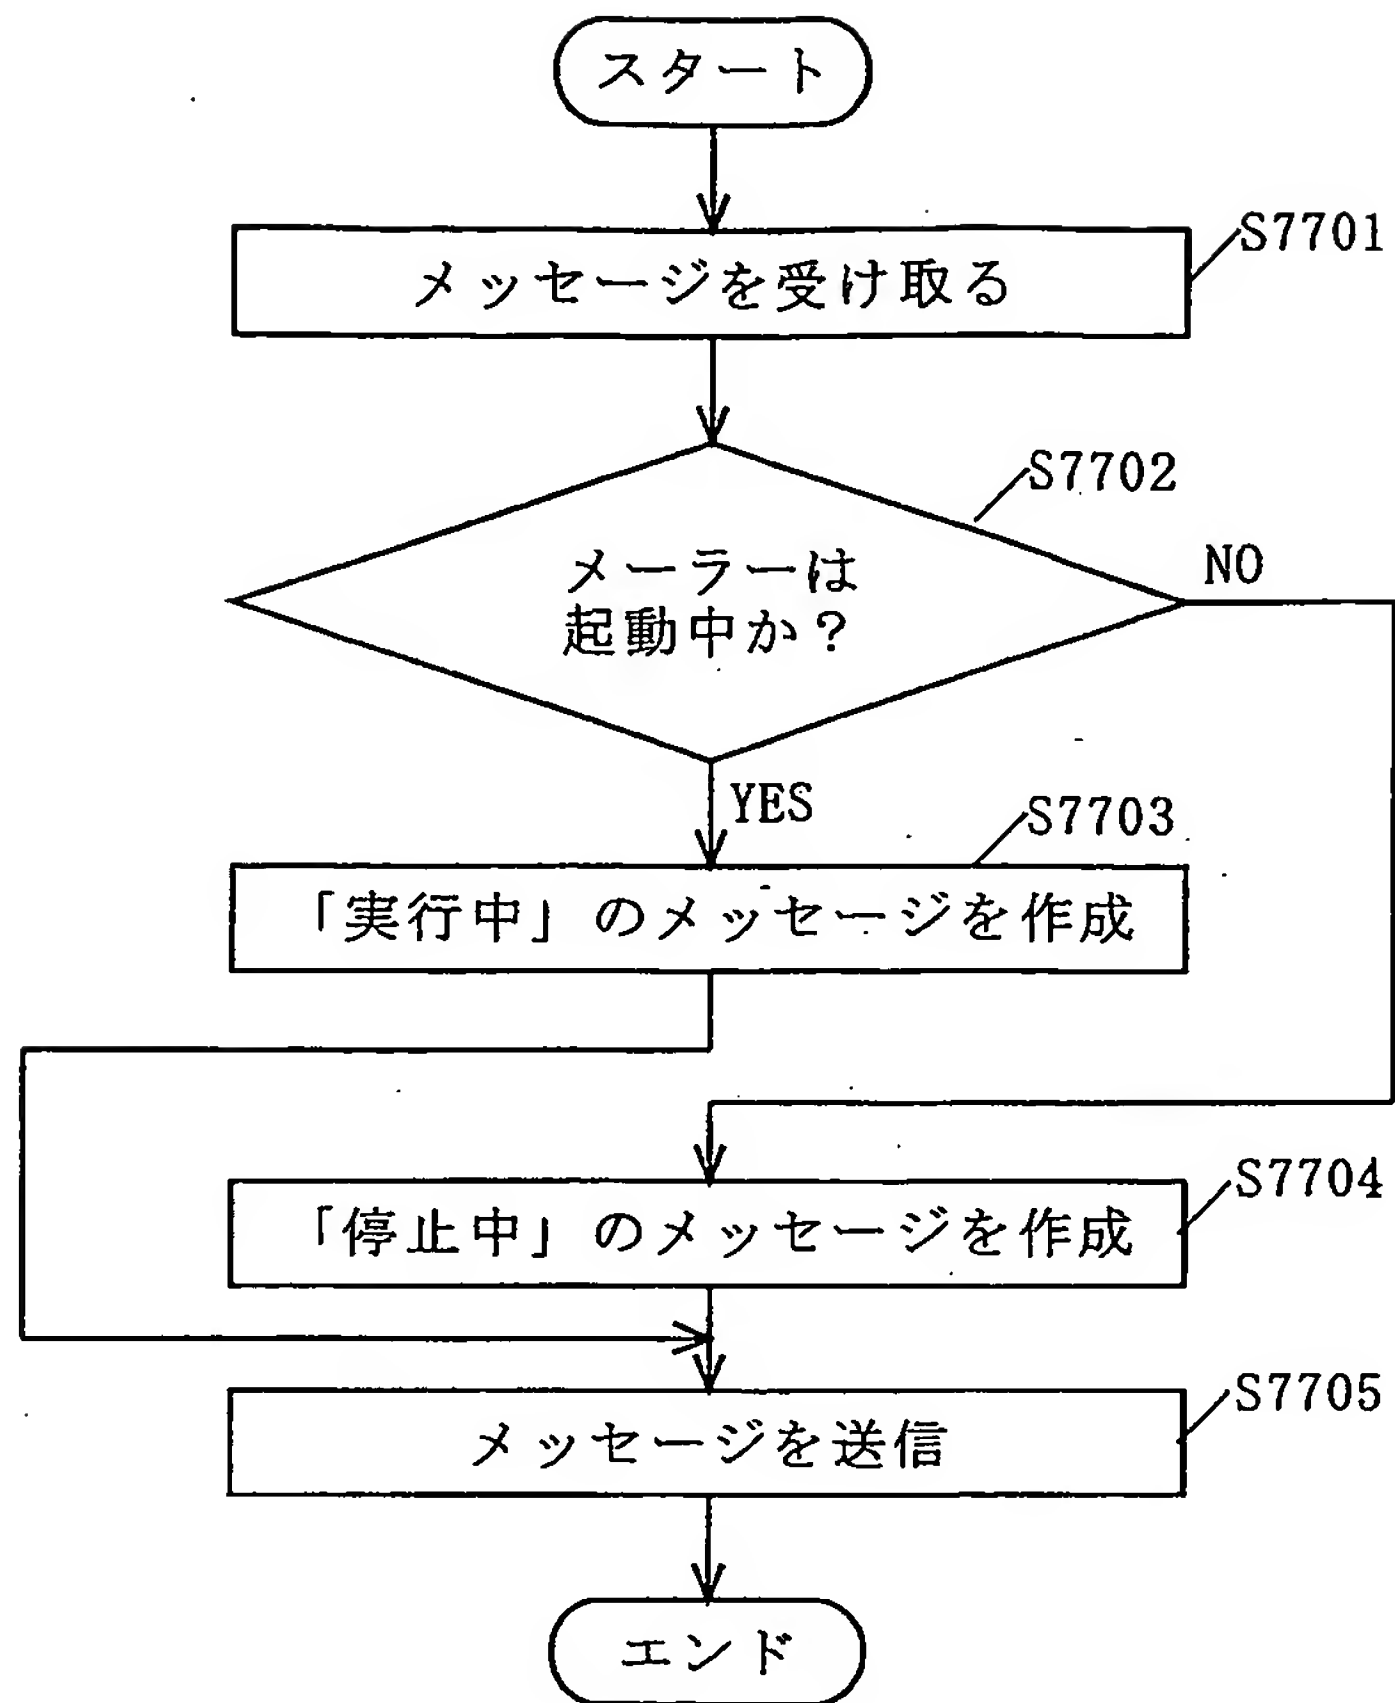 スタート
S7701
メッセージを受け取る
S7702
メーラーは
起動中か?
NO
YES
S7703
「実行中」のメッセージを作成
S7704
「停止中」のメッセージを作成
S7705
メッセージを送信
エンド